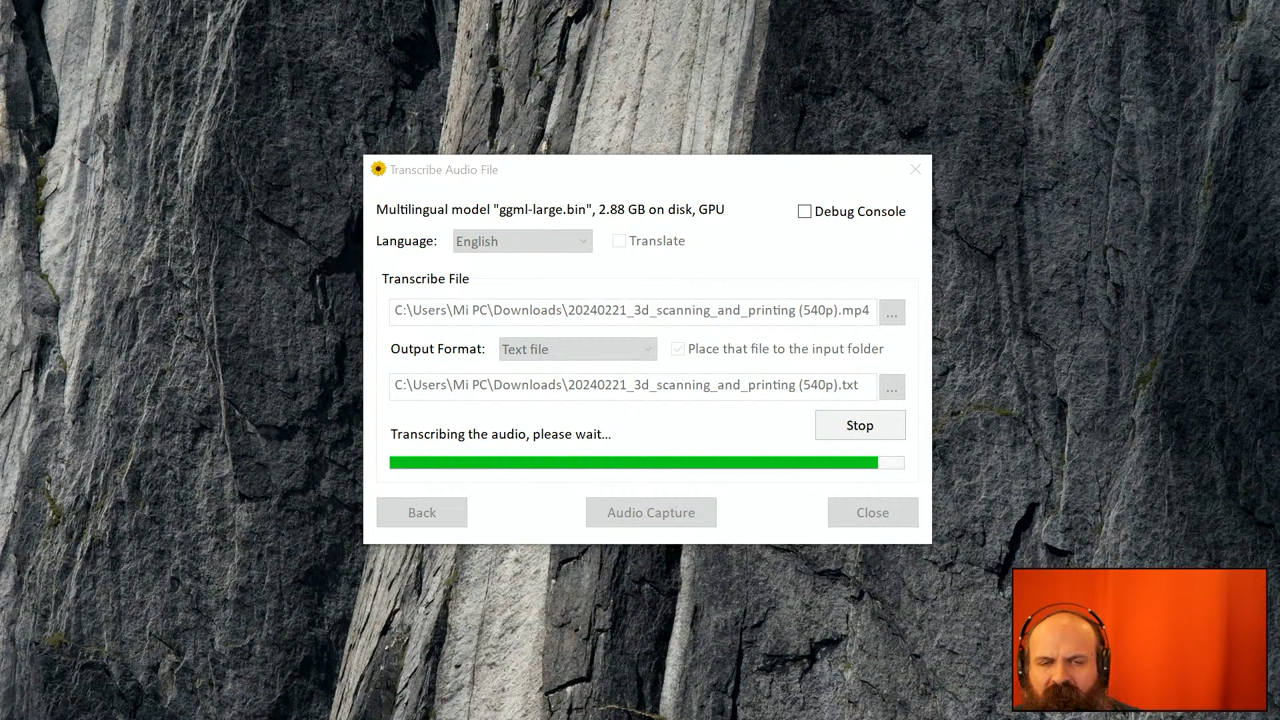 Transcribe Audio File
Multilingual model "ggml-large.bin", 2.88 GB on disk, GPU
Debug Console
Language: English Translate
Transcribe File
C:\Users\Mi PC\Downloads\20240221_3d_scanning_and_printing (540p).mp4 ...
Output Format: Text file Place that file to the input folder
C:\Users\Mi PC\Downloads\20240221_3d_scanning_and_printing (540p).txt ...
Stop
Transcribing the audio, please wait...
Back Audio Capture Close